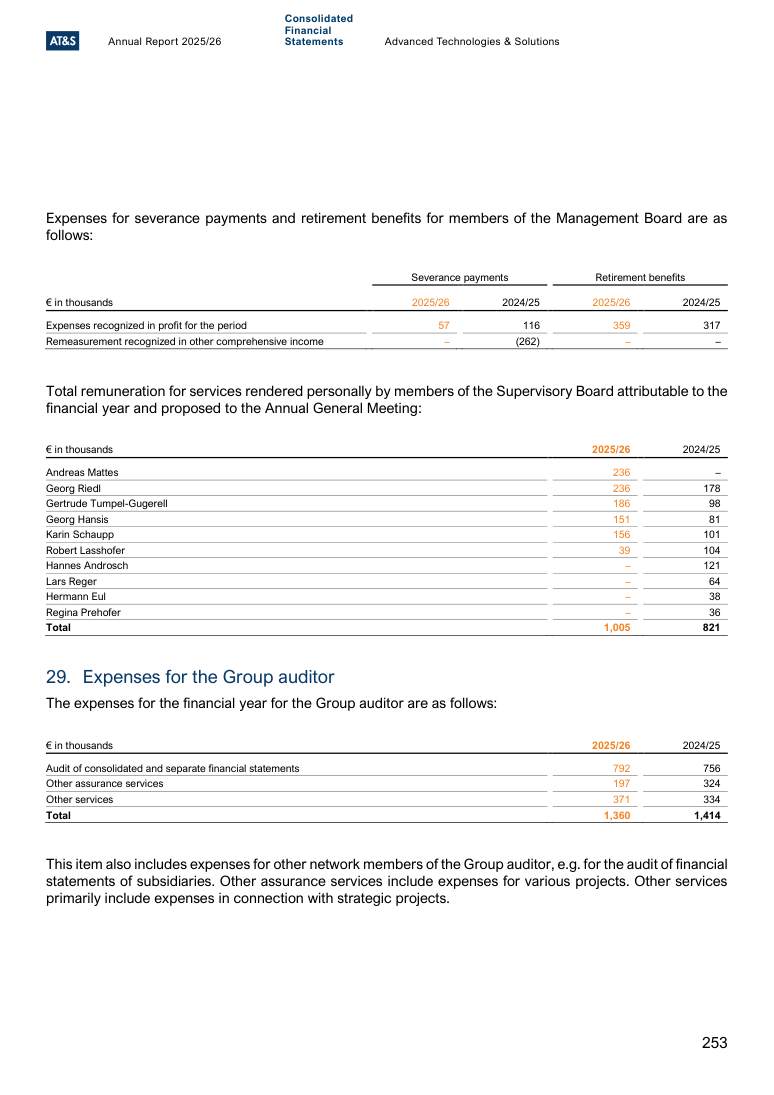 AT&S
Annual Report 2025/26
Consolidated
Financial
Statements
Advanced Technologies & Solutions
Expenses for severance payments and retirement benefits for members of the Management Board are as
follows:
Severance payments Retirement benefits
€ in thousands 2025/26 2024/25 2025/26 2024/25
Expenses recognized in profit for the period 57 116 359 317
Remeasurement recognized in other comprehensive income – (262) – –
Total remuneration for services rendered personally by members of the Supervisory Board attributable to the
financial year and proposed to the Annual General Meeting:
€ in thousands 2025/26 2024/25
Andreas Mattes 236 –
Georg Riedl 236 178
Gertrude Tumpel-Gugerell 186 98
Georg Hansis 151 81
Karin Schaupp 156 101
Robert Lasshofer 39 104
Hannes Androsch – 121
Lars Reger – 64
Hermann Eul – 38
Regina Prehofer – 36
Total 1,005 821
29. Expenses for the Group auditor
The expenses for the financial year for the Group auditor are as follows:
€ in thousands 2025/26 2024/25
Audit of consolidated and separate financial statements 792 756
Other assurance services 197 324
Other services 371 334
Total 1,360 1,414
This item also includes expenses for other network members of the Group auditor, e.g. for the audit of financial
statements of subsidiaries. Other assurance services include expenses for various projects. Other services
primarily include expenses in connection with strategic projects.
253